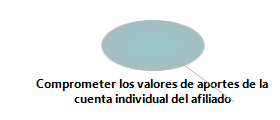 Comprometer los valores de aportes de la
cuenta individual del afiliado